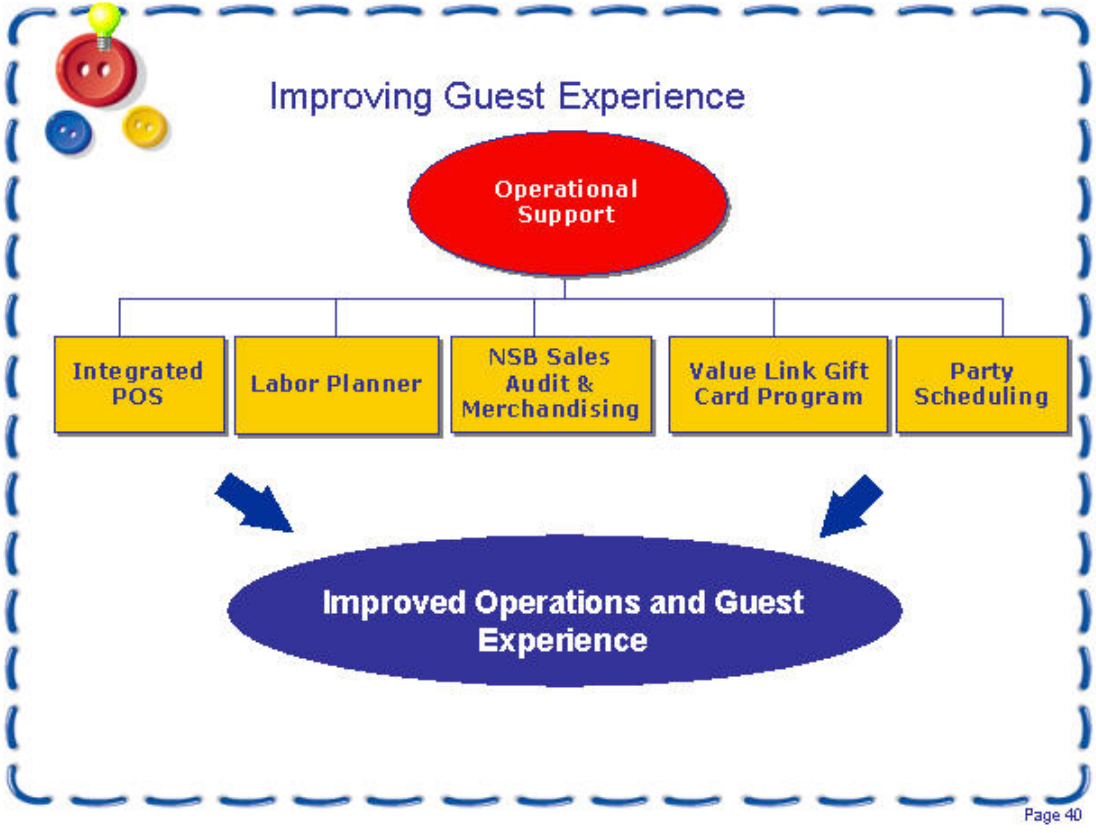 Improving Guest Experience
Operational
Support
Integrated
POS
Labor Planner
NSB Sales
Audit &
Merchandising
Value Link Gift
Card Program
Party
Scheduling
Improved Operations and Guest
Experience
Page 40